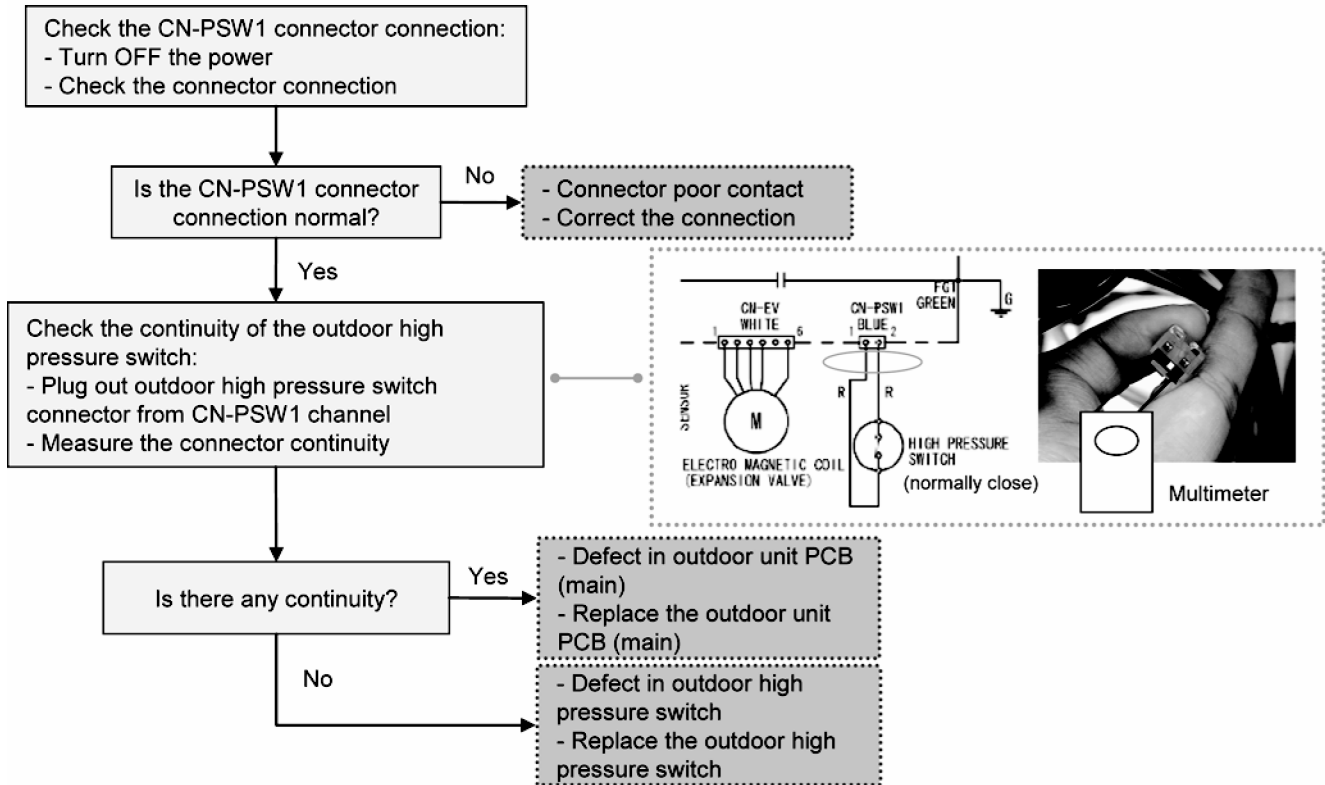 Check the CN-PSW1 connector connection:
- Turn OFF the power
- Check the connector connection
Is the CN-PSW1 connector
connection normal?
No
- Connector poor contact
- Correct the connection
Yes
Check the continuity of the outdoor high
pressure switch:
- Plug out outdoor high pressure switch
connector from CN-PSW1 channel
- Measure the connector continuity
CN-EV
WHITE
1
6
CN-PSW1
BLUE
1
2
FG1
GREEN
G
SENSOR
M
R
R
ELECTRO MAGNETIC COIL
(EXPANSION VALVE)
HIGH PRESSURE
SWITCH
(normally close)
Multimeter
Is there any continuity?
Yes
- Defect in outdoor unit PCB
(main)
- Replace the outdoor unit
PCB (main)
No
- Defect in outdoor high
pressure switch
- Replace the outdoor high
pressure switch